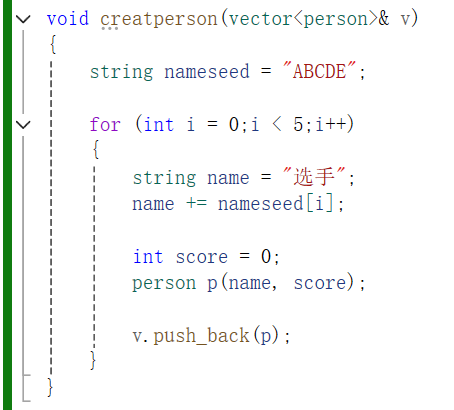 void creatperson(vector<person>& v)
{
string nameseed = "ABCDE";
for (int i = 0;i < 5;i++)
{
string name = "选手";
name += nameseed[i];
int score = 0;
person p(name, score);
v.push_back(p);
}
}